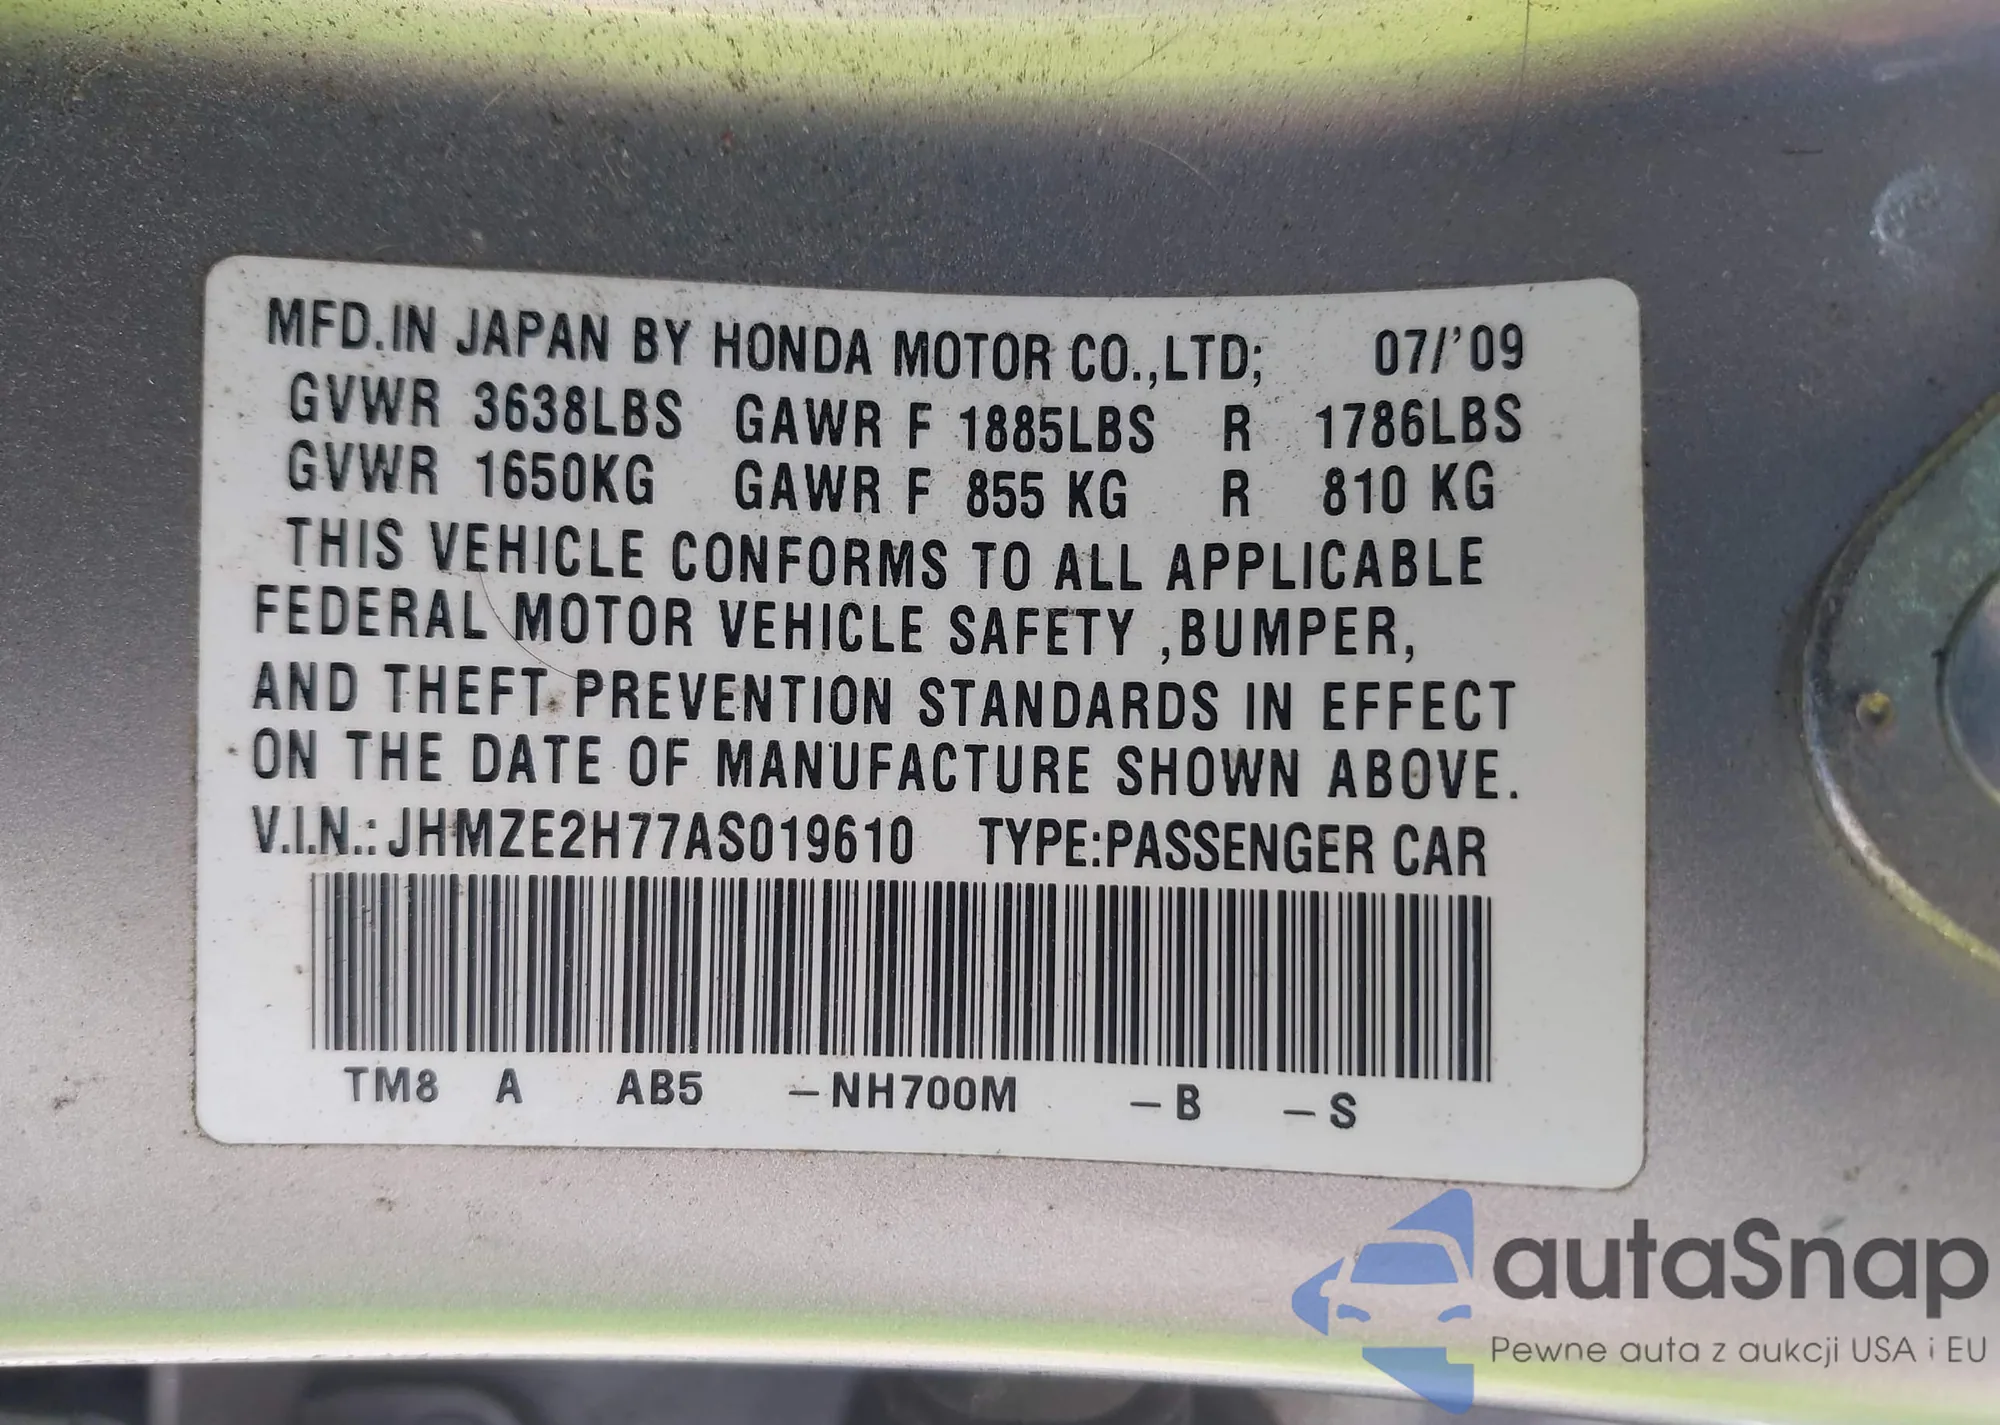 MFD.IN JAPAN BY HONDA MOTOR CO.,LTD; 07/'09
GVWR 3638LBS GAWR F 1885LBS R 1786LBS
GVWR 1650KG GAWR F 855 KG R 810 KG
THIS VEHICLE CONFORMS TO ALL APPLICABLE
FEDERAL MOTOR VEHICLE SAFETY ,BUMPER,
AND THEFT PREVENTION STANDARDS IN EFFECT
ON THE DATE OF MANUFACTURE SHOWN ABOVE.
V.I.N.: JHMZE2H77AS019610 TYPE:PASSENGER CAR
TM8 A AB5 –NH700M –B –S
autaSnap
Pewne auta z aukcji USA i EU